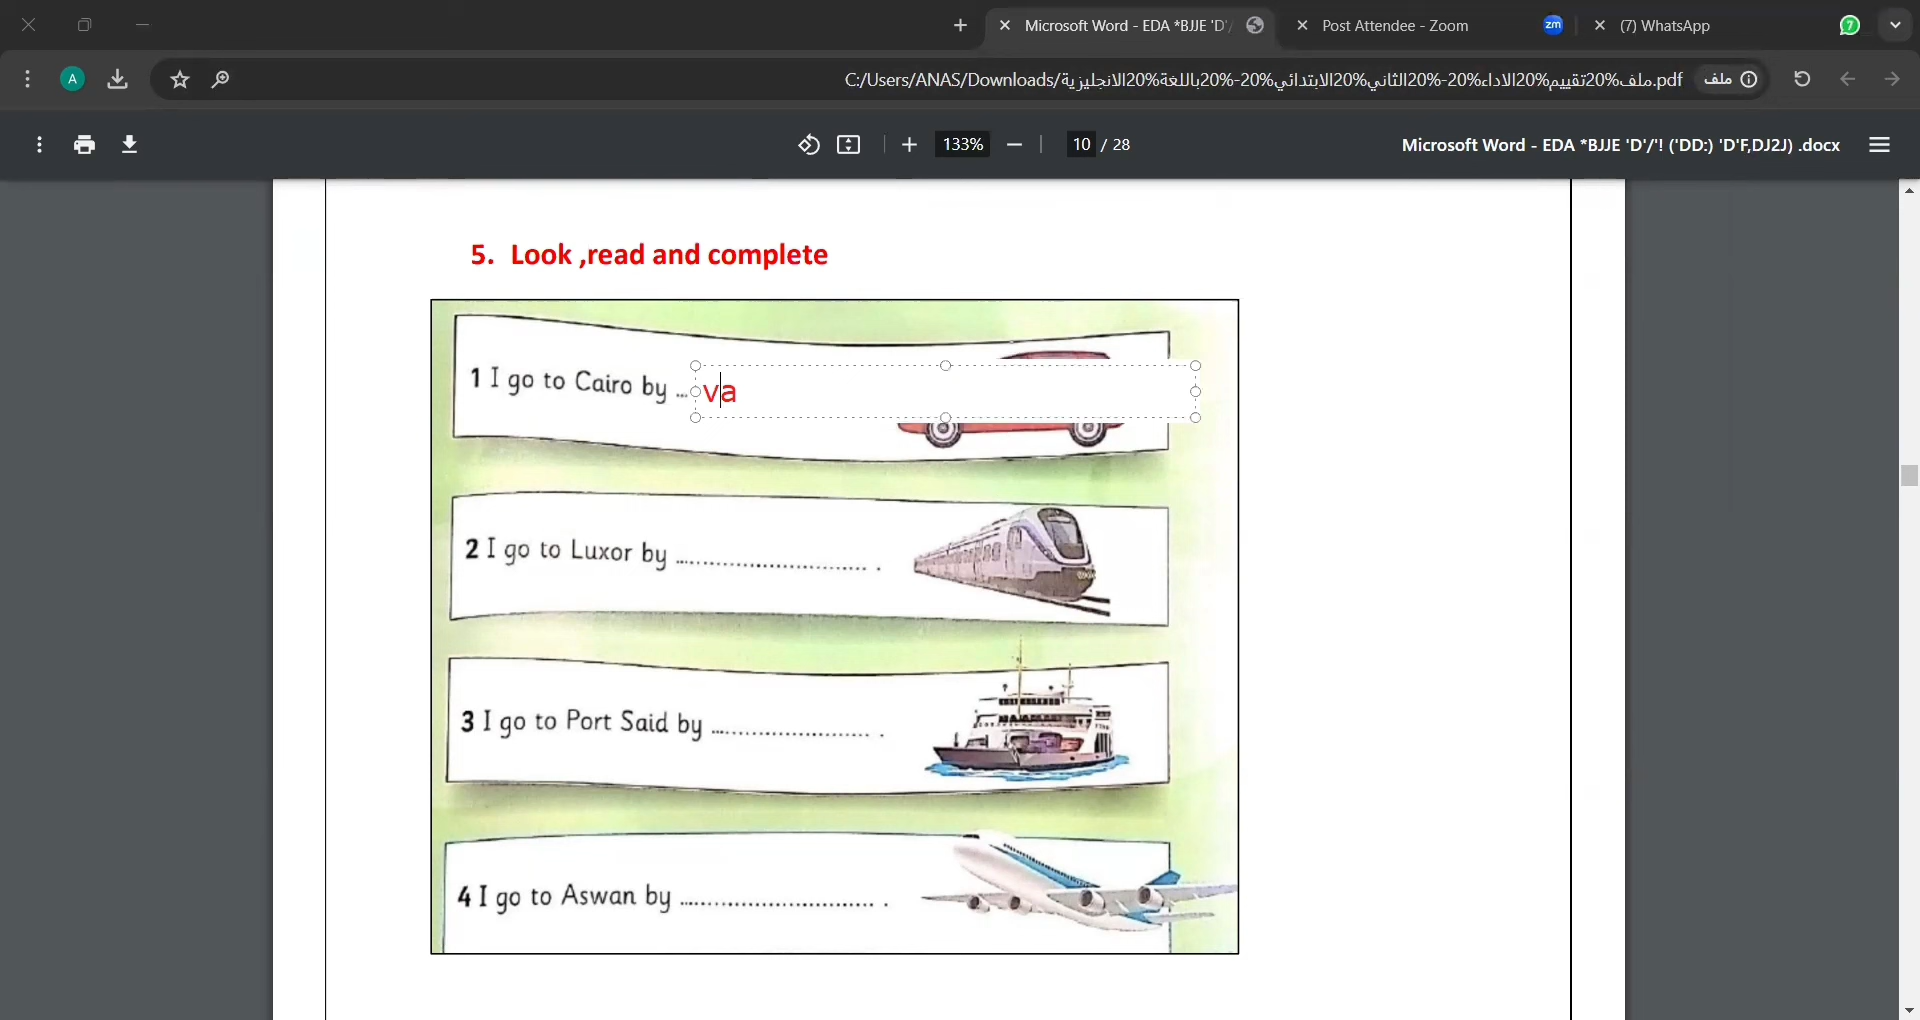 Microsoft Word - EDA *BJJE 'D'/
Post Attendee - Zoom
zm
(7) WhatsApp
7
A
C:/Users/ANAS/Downloads/ملف%20تقييم%20الاداء%20-%20الثاني%20الابتدائي%20-%20باللغة%20الانجليزية.pdf
ملف
133%
10 / 28
Microsoft Word - EDA *BJJE 'D'/'! ('DD:) 'D'F,DJ2J) .docx
5. Look ,read and complete
1 I go to Cairo by ...
va
2 I go to Luxor by .......................... .
3 I go to Port Said by ...................... .
4 I go to Aswan by .......................... .